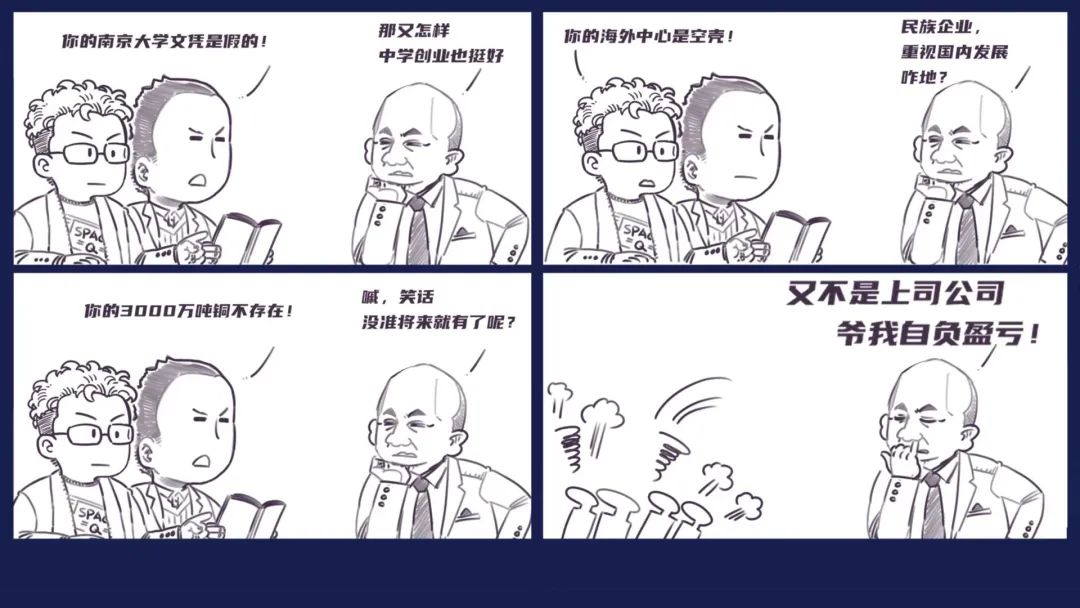 你的南京大学文凭是假的！
那又怎样
中学创业也挺好
SPAC
=Q=
你的海外中心是空壳！
民族企业，
重视国内发展
咋地？
SPAC
=Q=
你的3000万吨铜不存在！
喊，笑话
没准将来就有了呢？
SPAC
=Q=
又不是上司公司
爷我自负盈亏！